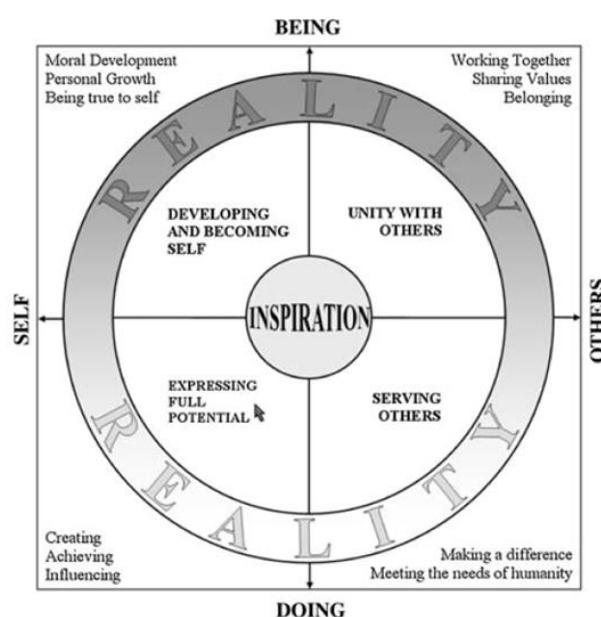 BEING
Moral Development
Personal Growth
Being true to self
Working Together
Sharing Values
Belonging
REALITY
DEVELOPING
AND BECOMING
SELF
UNITY WITH
OTHERS
SELF
INSPIRATION
OTHERS
EXPRESSING
FULL
POTENTIAL
SERVING
OTHERS
REALITY
Creating
Achieving
Influencing
Making a difference
Meeting the needs of humanity
DOING